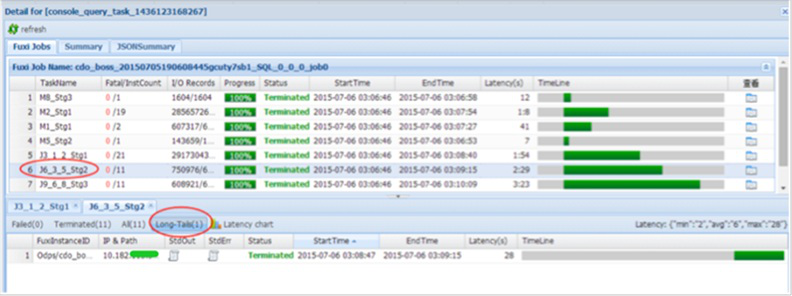 Detail for [console_query_task_1436123168267]
refresh
Fuxi Jobs Summary JSONSummary
Fuxi Job Name: cdo_boss_20150705190608445gcuty7sb1_SQL_0_0_0_job0
TaskName Fatal/InstCount I/O Records Progress Status StartTime EndTime Latency(s) TimeLine 查看
1 M8_Stg3 0 /1 1604/1604 100% Terminated 2015-07-06 03:06:46 2015-07-06 03:06:58 12
2 M2_Stg1 0 /19 28565726... 100% Terminated 2015-07-06 03:06:46 2015-07-06 03:07:54 1:8
3 M1_Stg1 0 /2 607317/6... 100% Terminated 2015-07-06 03:06:46 2015-07-06 03:07:27 41
4 M5_Stg2 0 /1 143659/1... 100% Terminated 2015-07-06 03:06:46 2015-07-06 03:06:53 7
5 J3_1_2_Stg1 0 /21 29173043... 100% Terminated 2015-07-06 03:06:46 2015-07-06 03:08:40 1:54
6 J6_3_5_Stg2 0 /11 750976/6... 100% Terminated 2015-07-06 03:06:46 2015-07-06 03:09:15 2:29
7 J9_6_8_Stg3 0 /11 608921/6... 100% Terminated 2015-07-06 03:06:46 2015-07-06 03:10:09 3:23
J3_1_2_Stg1 × J6_3_5_Stg2 ×
Failed(0) Terminated(11) All(11) Long-Tails(1) Latency chart Latency: {"min":"2","avg":"6","max":"28"}
FuxiInstanceID IP & Path StdOut StdErr Status StartTime EndTime Latency(s) TimeLine
1 Odps/cdo_bo... 10.182. Terminated 2015-07-06 03:08:47 2015-07-06 03:09:15 28